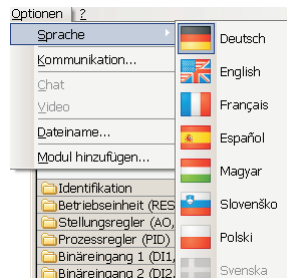 Optionen ?
Sprache
Kommunikation...
Chat
Video
Dateiname...
Modul hinzufügen...
Deutsch
English
Français
Español
Magyar
Slovenško
Polski
Svenska
Identifikation
Betriebseinheit (RES
Stellungsregler (AO,
Prozessregler (PID)
Binäreingang 1 (DI1,
Binäreingang 2 (DI2,